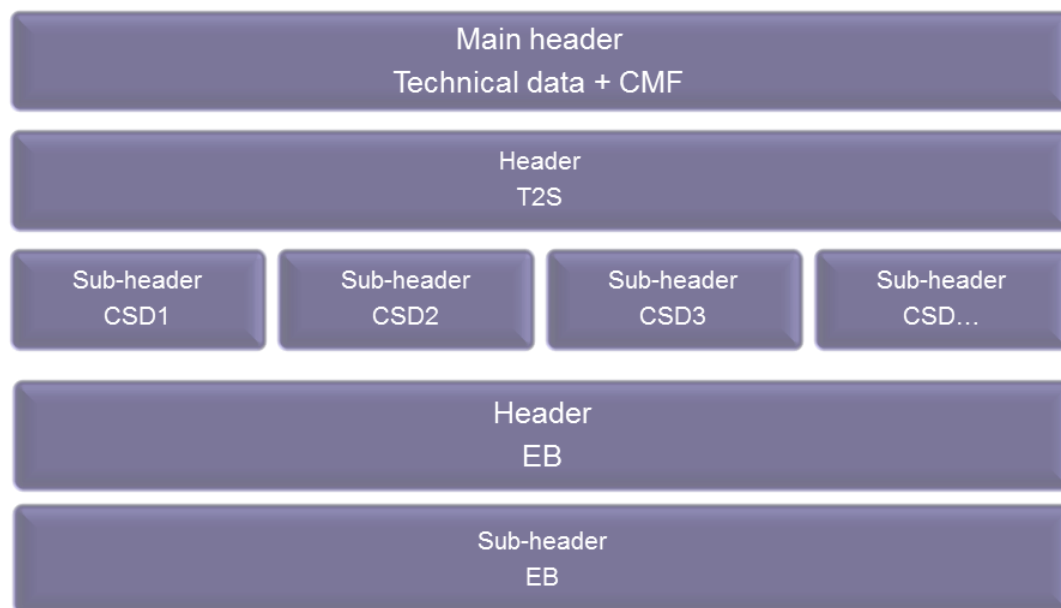 Main header
Technical data + CMF
Header
T2S
Sub-header
CSD1
Sub-header
CSD2
Sub-header
CSD3
Sub-header
CSD…
Header
EB
Sub-header
EB